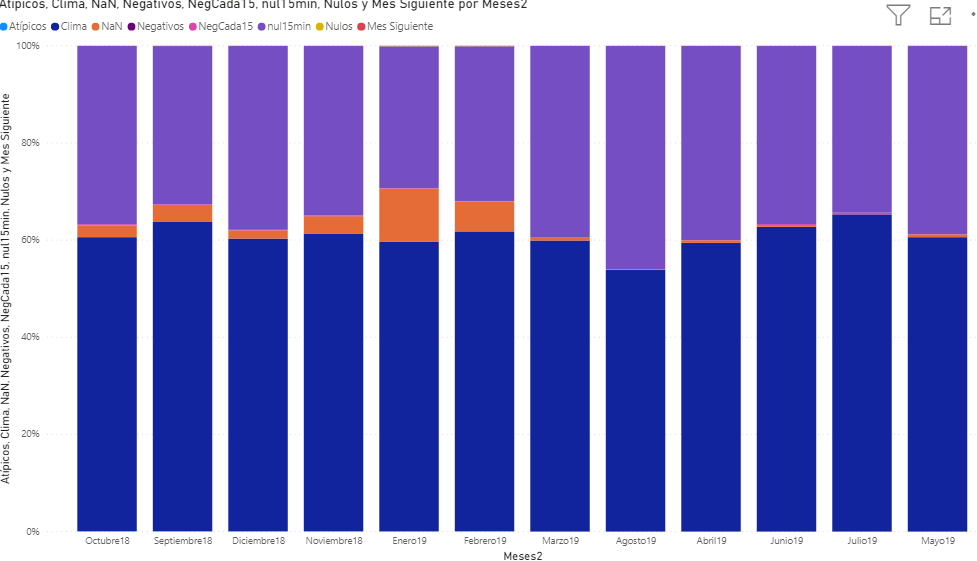 Atípicos, Clima, NaN, Negativos, NegCada15, nul15min, Nulos y Mes Siguiente por Meses2
Atípicos Clima NaN Negativos NegCada15 nul15min Nulos Mes Siguiente
Atípicos, Clima, NaN, Negativos, NegCada15, nul15min, Nulos y Mes Siguiente
100%
80%
60%
40%
20%
0%
Octubre18 Septiembre18 Diciembre18 Noviembre18 Enero19 Febrero19 Marzo19 Agosto19 Abril19 Junio19 Julio19 Mayo19
Meses2